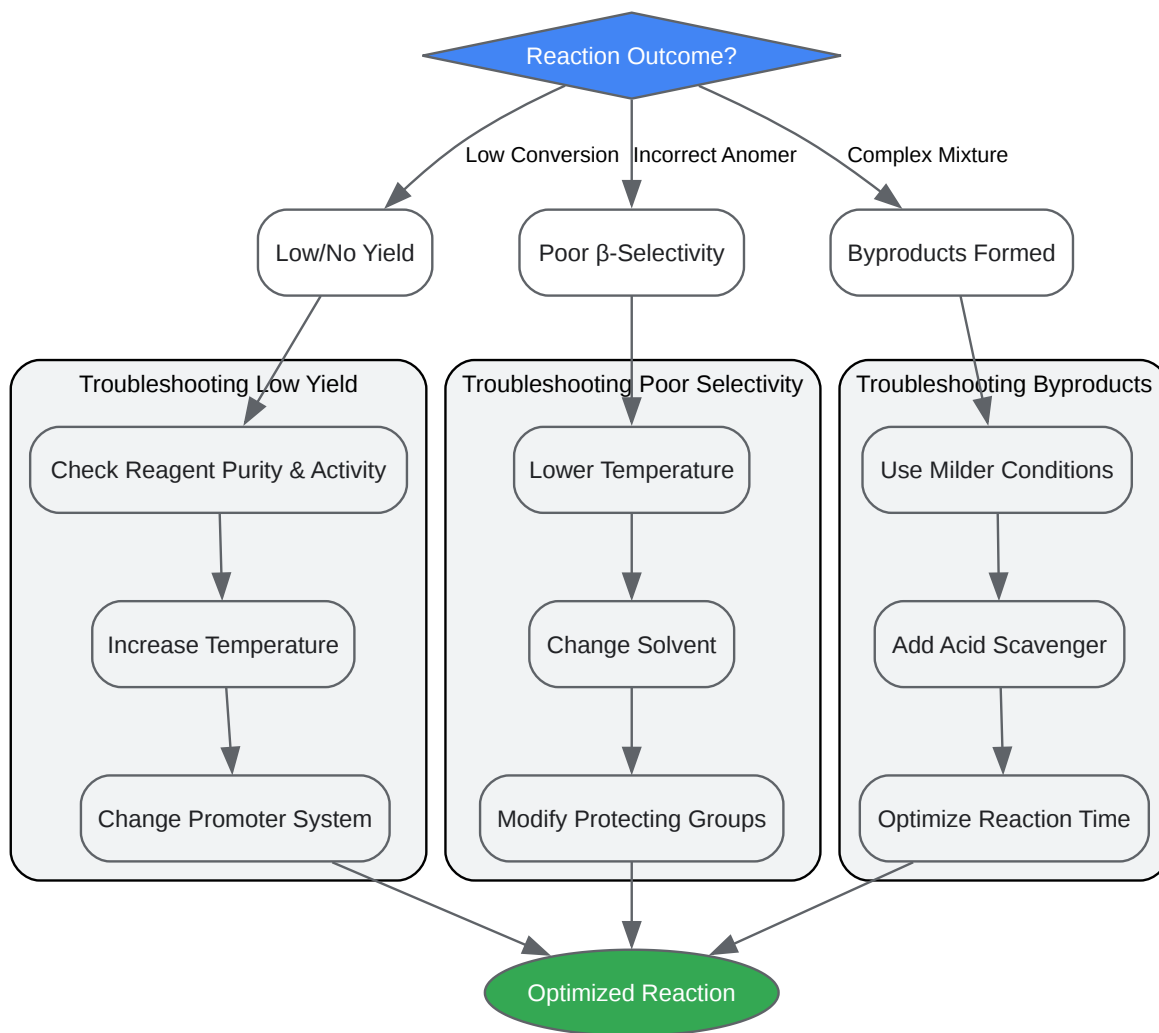 Reaction Outcome?
Low Conversion
Incorrect Anomer
Complex Mixture
Low/No Yield
Poor β-Selectivity
Byproducts Formed
Troubleshooting Low Yield
Troubleshooting Poor Selectivity
Troubleshooting Byproducts
Check Reagent Purity & Activity
Lower Temperature
Use Milder Conditions
Increase Temperature
Change Solvent
Add Acid Scavenger
Change Promoter System
Modify Protecting Groups
Optimize Reaction Time
Optimized Reaction